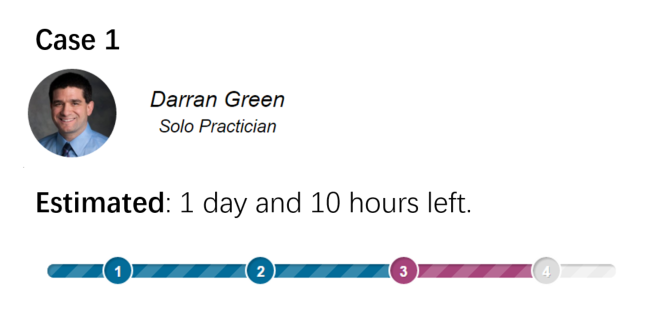 Case 1
Darran Green
Solo Practician
Estimated: 1 day and 10 hours left.
1 2 3 4